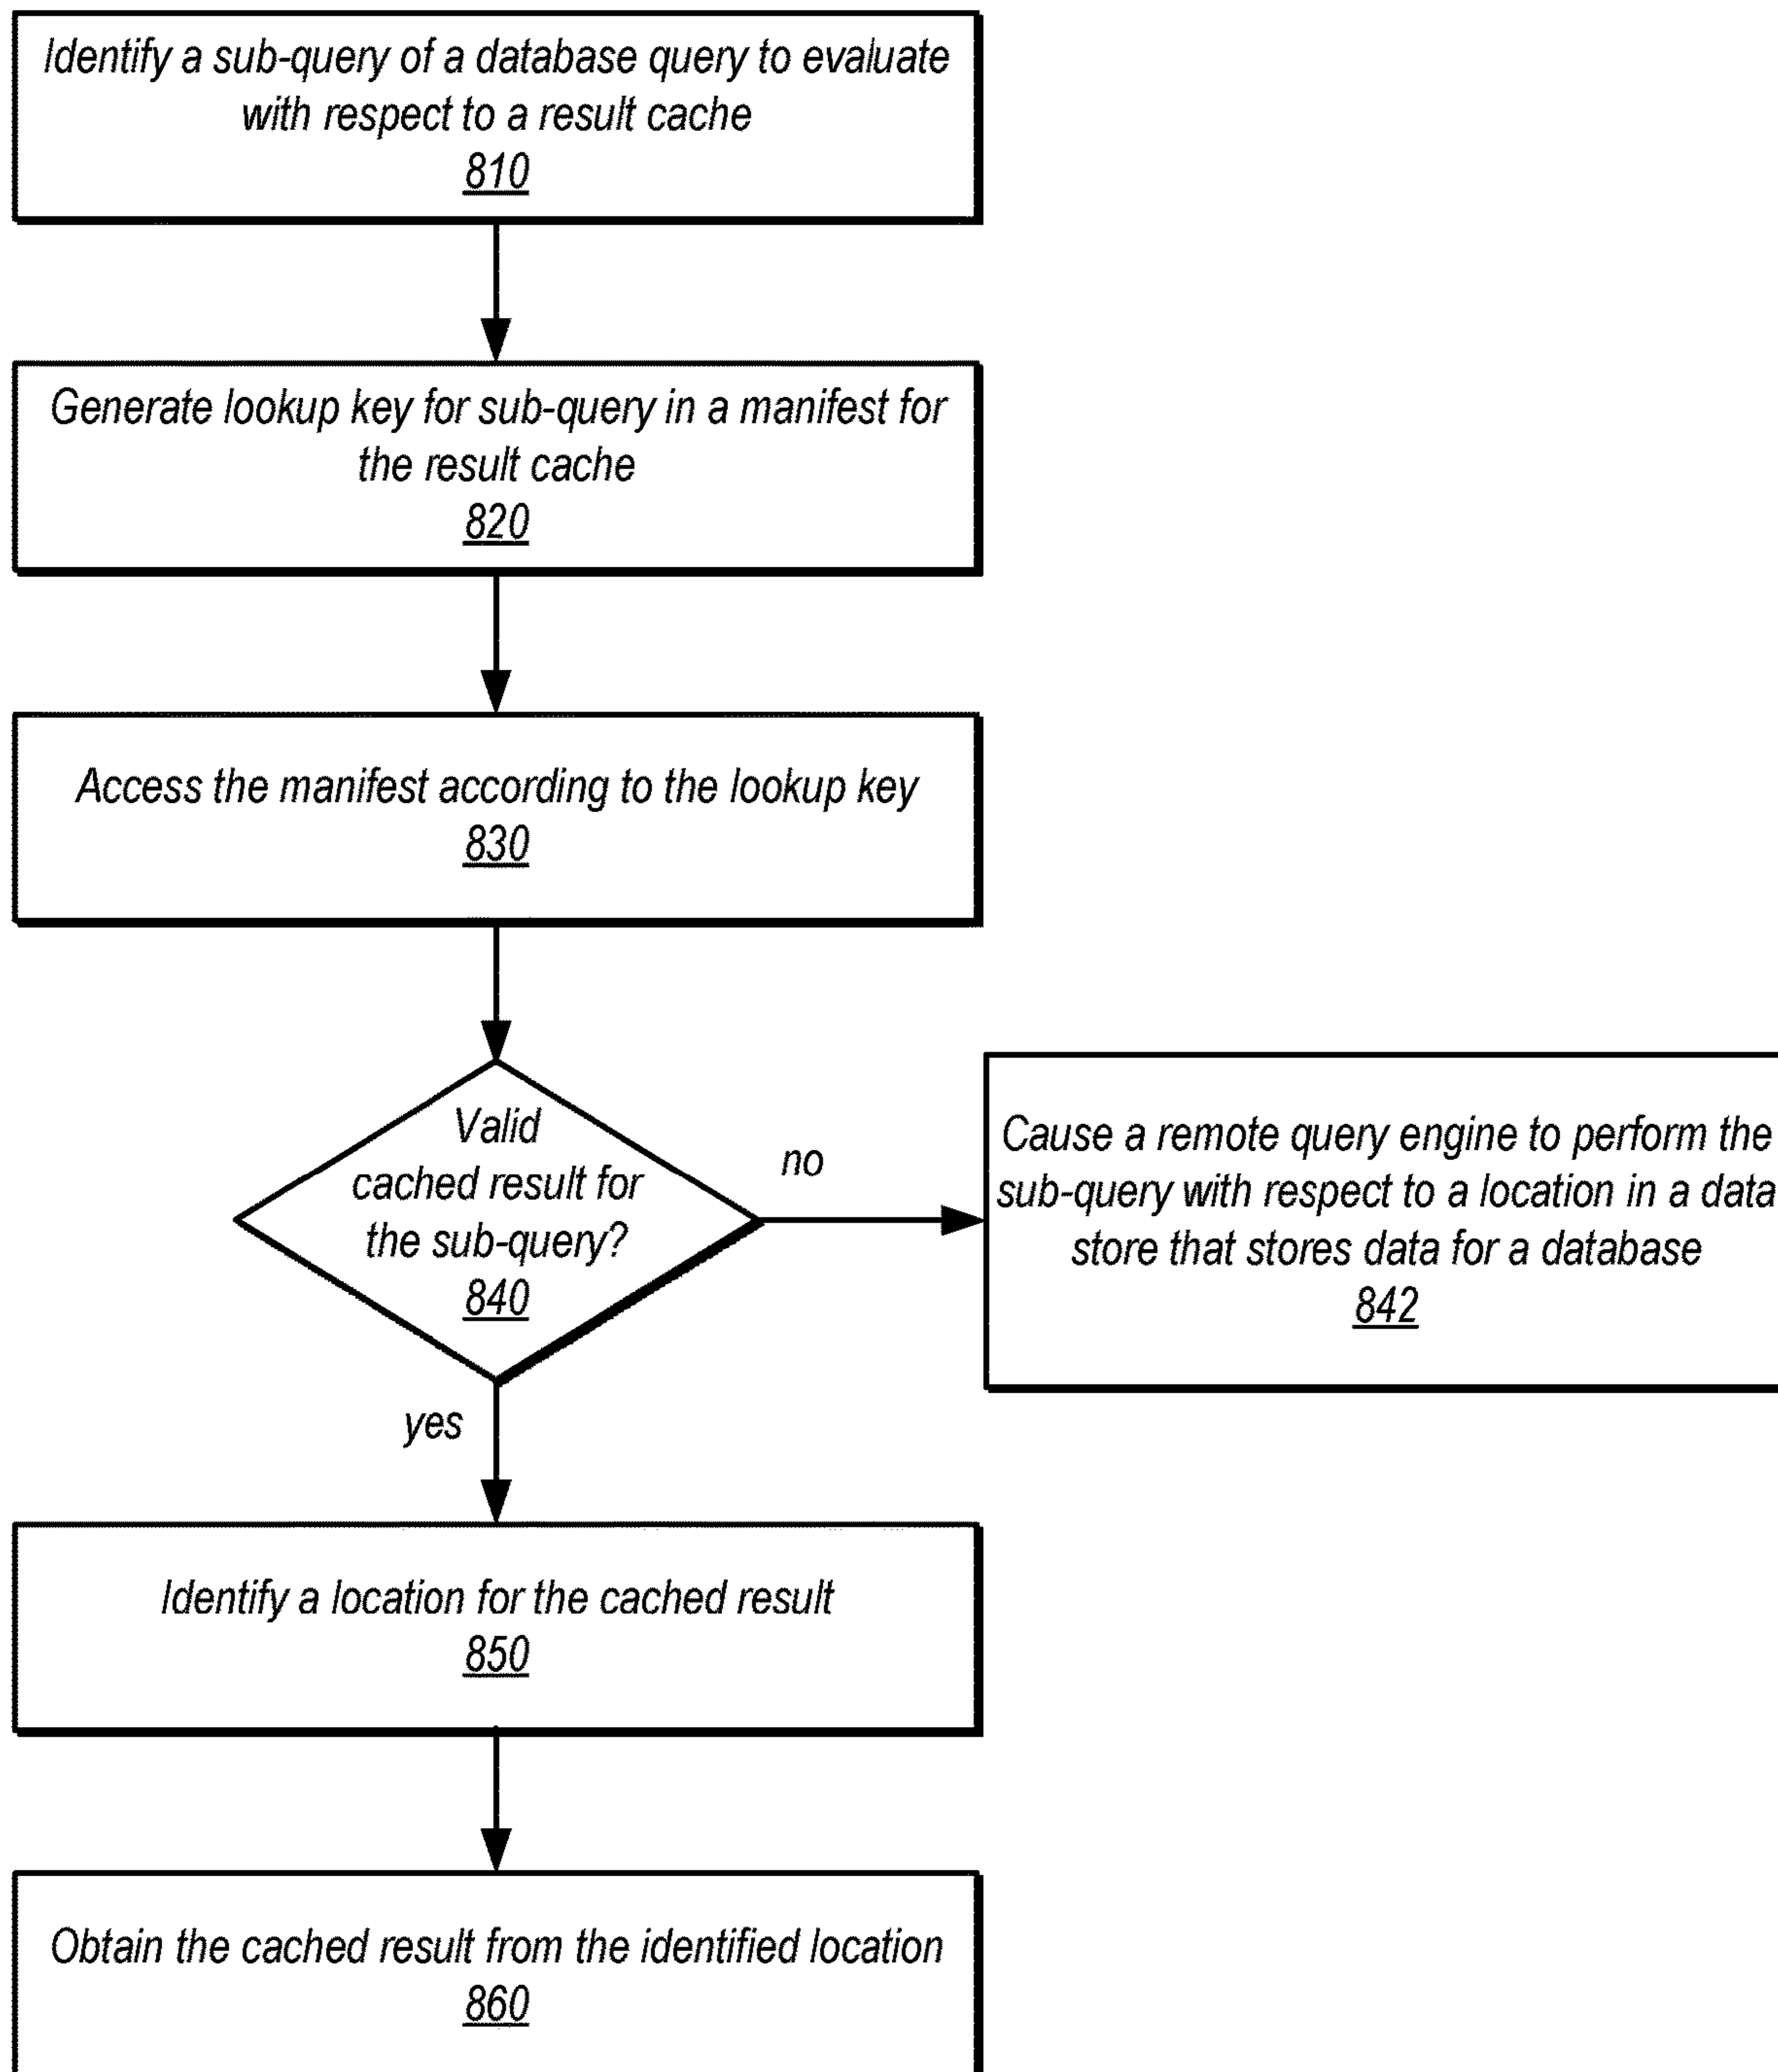 Identify a sub-query of a database query to evaluate
with respect to a result cache
810
Generate lookup key for sub-query in a manifest for
the result cache
820
Access the manifest according to the lookup key
830
Valid
cached result for
the sub-query?
840
no
Cause a remote query engine to perform the
sub-query with respect to a location in a data
store that stores data for a database
842
yes
Identify a location for the cached result
850
Obtain the cached result from the identified location
860